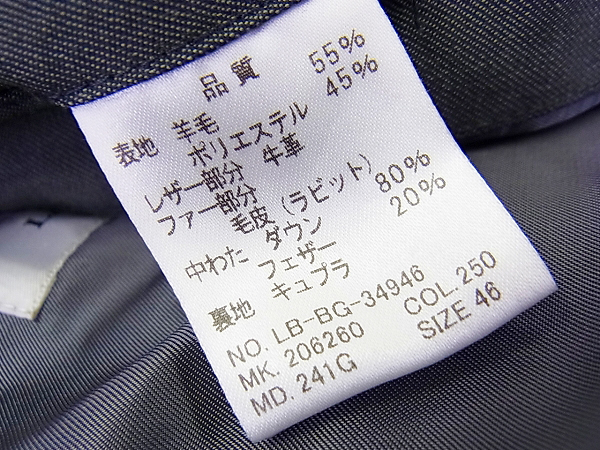 品質
表地 羊毛 55%
ポリエステル 45%
レザー部分 牛革
ファー部分
毛皮(ラビット)
中わた ダウン 80%
フェザー 20%
裏地 キュプラ
NO. LB-BG-34946 COL. 250
MK. 206260 SIZE 46
MD. 241G